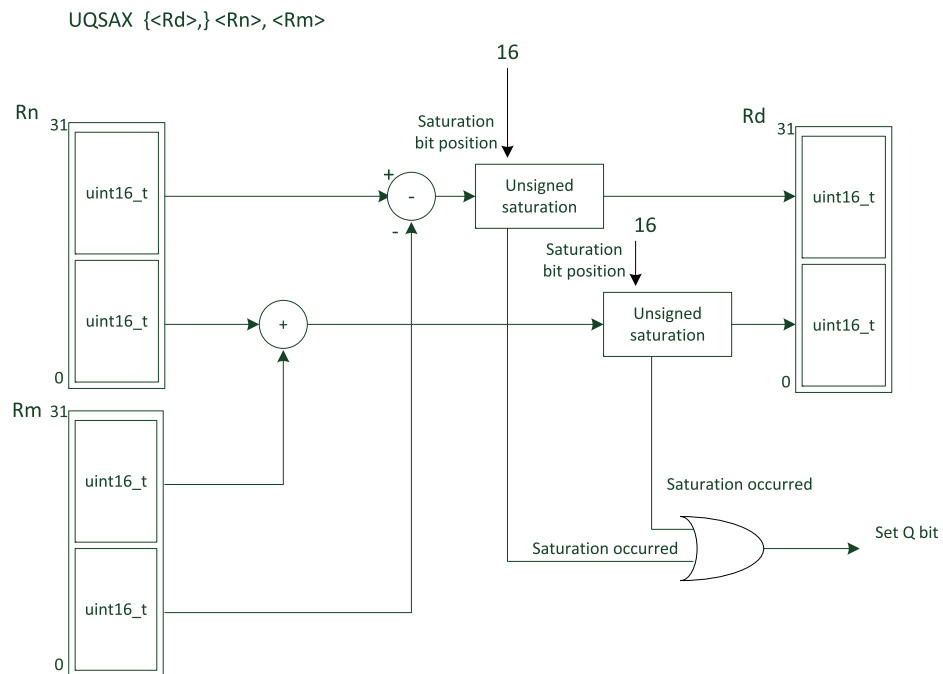 UQSAX {<Rd>,} <Rn>, <Rm>
16
Rn
31
Saturation
bit position
Rd
31
uint16_t
+
-
-
Unsigned
saturation
uint16_t
16
Saturation
bit position
uint16_t
+
Unsigned
saturation
uint16_t
0
0
Rm
31
uint16_t
Saturation occurred
Set Q bit
Saturation occurred
uint16_t
0